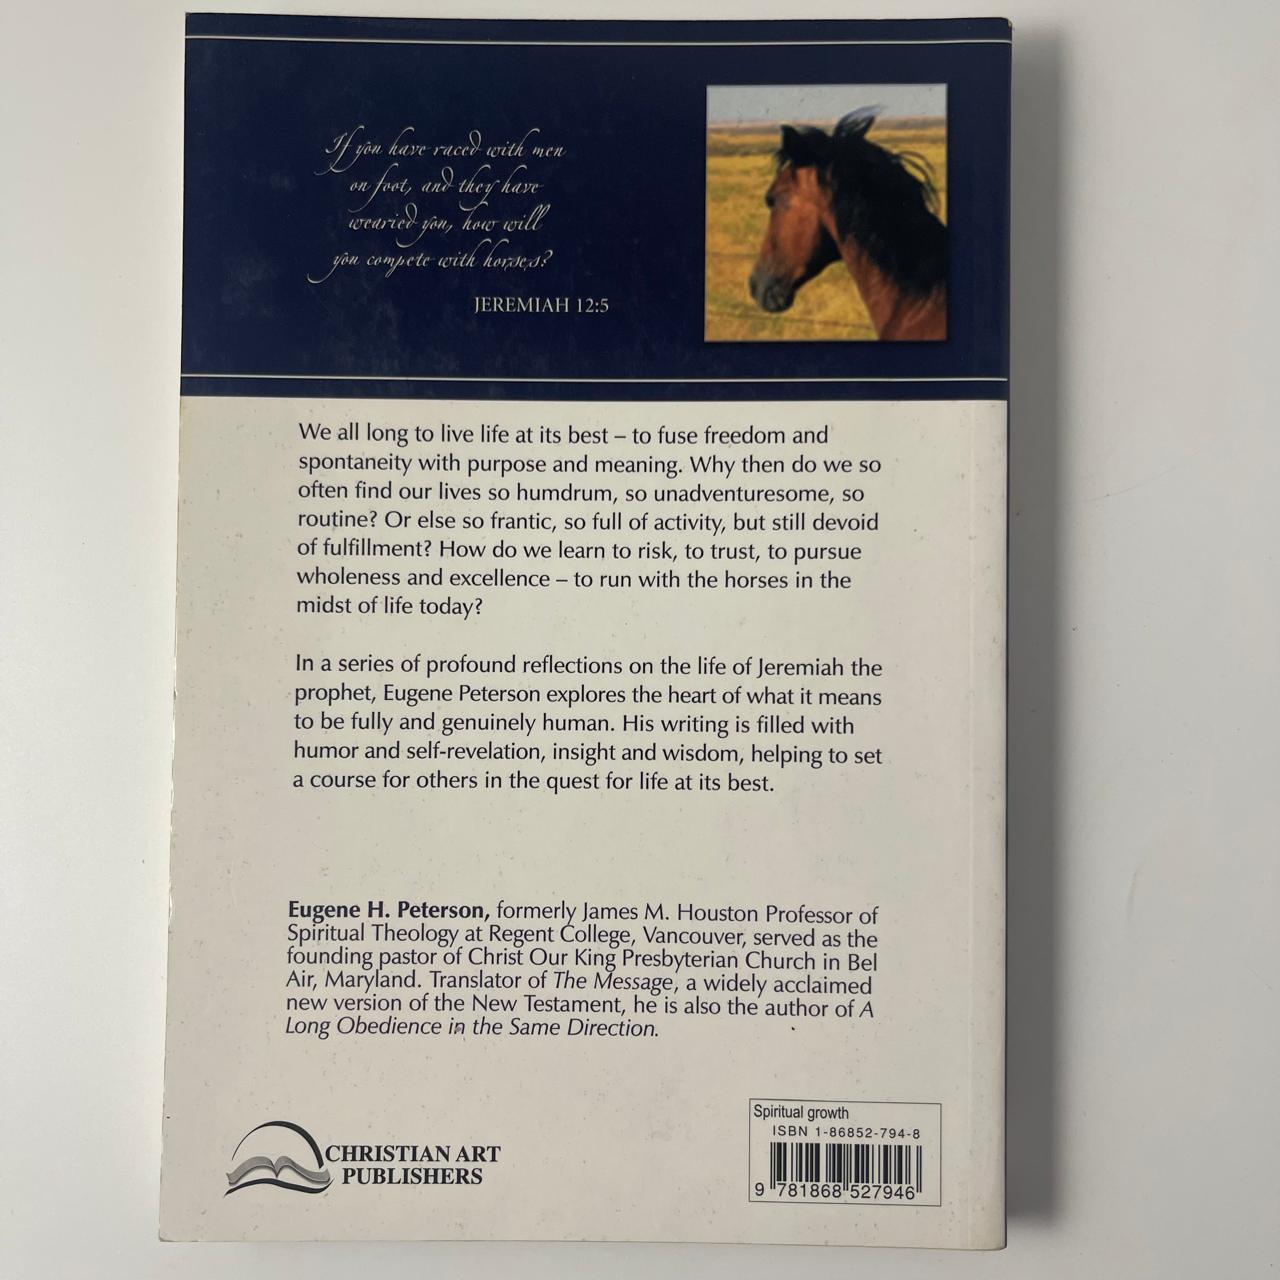 If you have raced with men
on foot, and they have
wearied you, how will
you compete with horses?
JEREMIAH 12:5
We all long to live life at its best – to fuse freedom and
spontaneity with purpose and meaning. Why then do we so
often find our lives so humdrum, so unadventuresome, so
routine? Or else so frantic, so full of activity, but still devoid
of fulfillment? How do we learn to risk, to trust, to pursue
wholeness and excellence – to run with the horses in the
midst of life today?
In a series of profound reflections on the life of Jeremiah the
prophet, Eugene Peterson explores the heart of what it means
to be fully and genuinely human. His writing is filled with
humor and self-revelation, insight and wisdom, helping to set
a course for others in the quest for life at its best.
Eugene H. Peterson, formerly James M. Houston Professor of
Spiritual Theology at Regent College, Vancouver, served as the
founding pastor of Christ Our King Presbyterian Church in Bel
Air, Maryland. Translator of The Message, a widely acclaimed
new version of the New Testament, he is also the author of A
Long Obedience in the Same Direction.
CHRISTIAN ART
PUBLISHERS
Spiritual growth
ISBN 1-86852-794-8
9 781868 527946